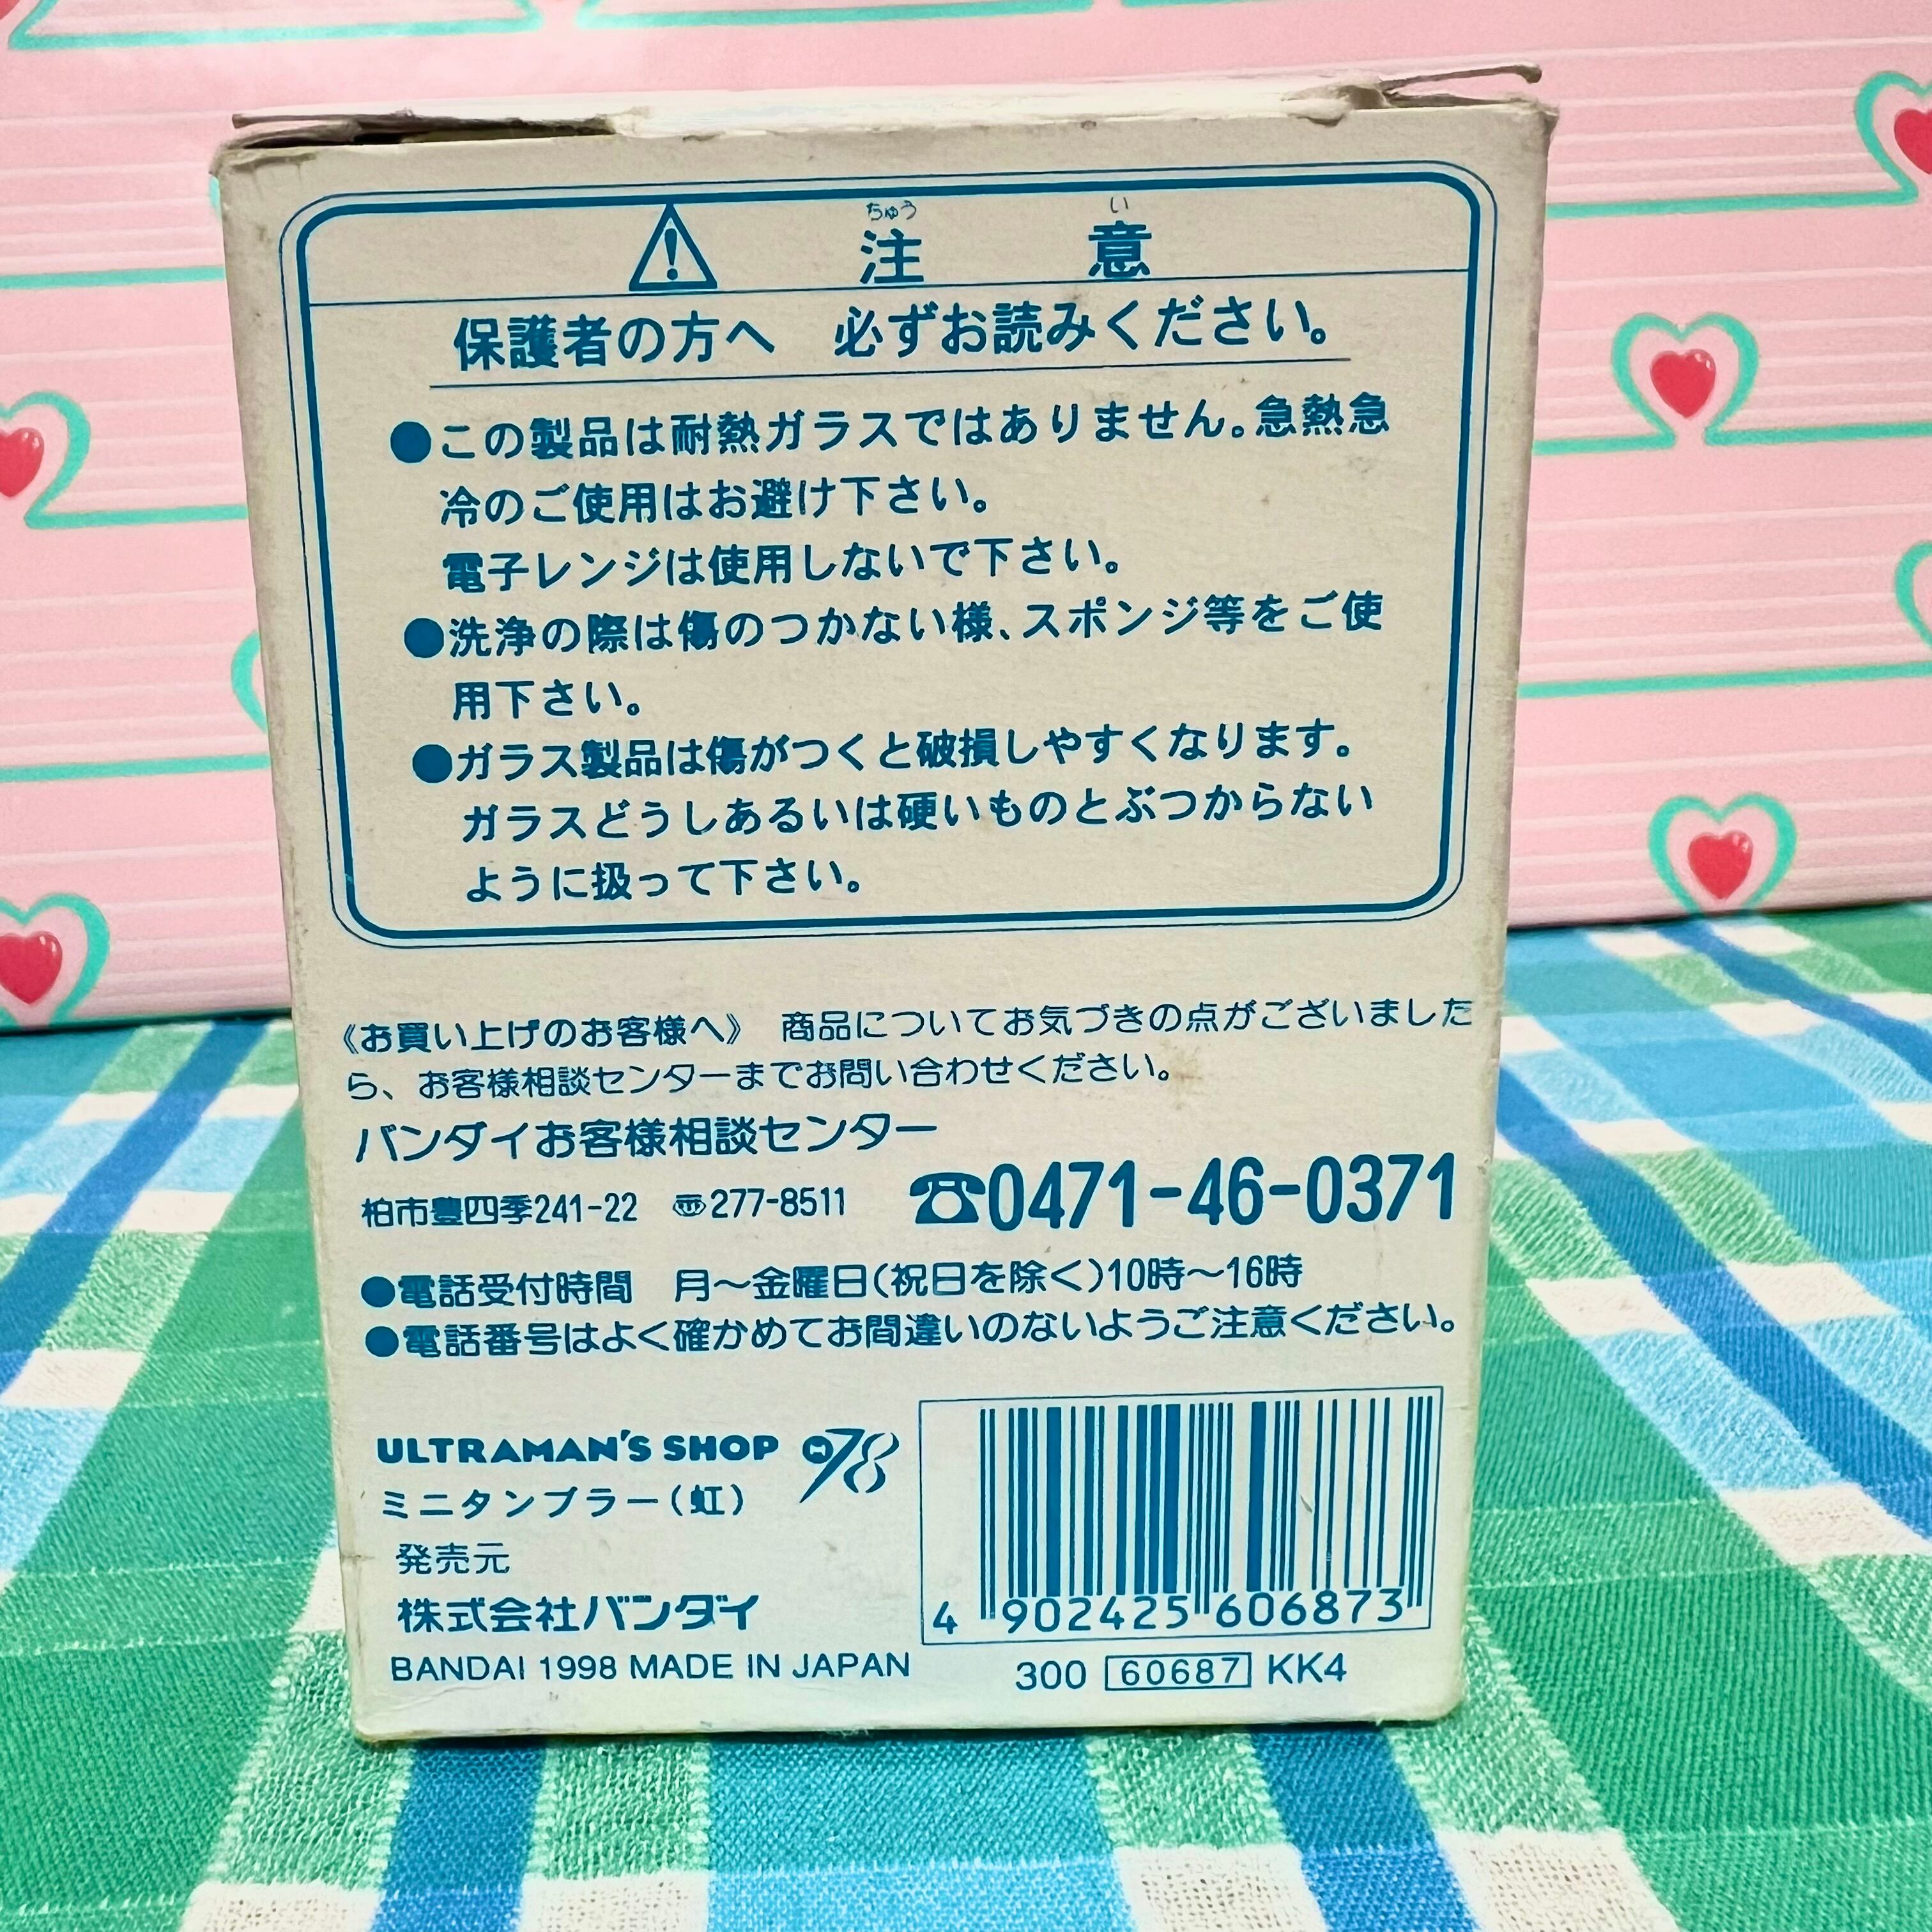 ちゅう い
注 意
保護者の方へ 必ずお読みください。
●この製品は耐熱ガラスではありません。急熱急
冷のご使用はお避け下さい。
電子レンジは使用しないで下さい。
●洗浄の際は傷のつかない様、スポンジ等をご使
用下さい。
●ガラス製品は傷がつくと破損しやすくなります。
ガラスどうしあるいは硬いものとぶつからない
ように扱って下さい。
《お買い上げのお客様へ》 商品についてお気づきの点がございました
ら、お客様相談センターまでお問い合わせください。
バンダイお客様相談センター
柏市豊四季241-22 〠277-8511 ☎0471-46-0371
●電話受付時間 月〜金曜日(祝日を除く)10時〜16時
●電話番号はよく確かめてお間違いのないようご注意ください。
ULTRAMAN'S SHOP 78
ミニタンブラー(虹)
発売元
株式会社バンダイ
BANDAI 1998 MADE IN JAPAN
4 902425 606873
300 60687 KK4